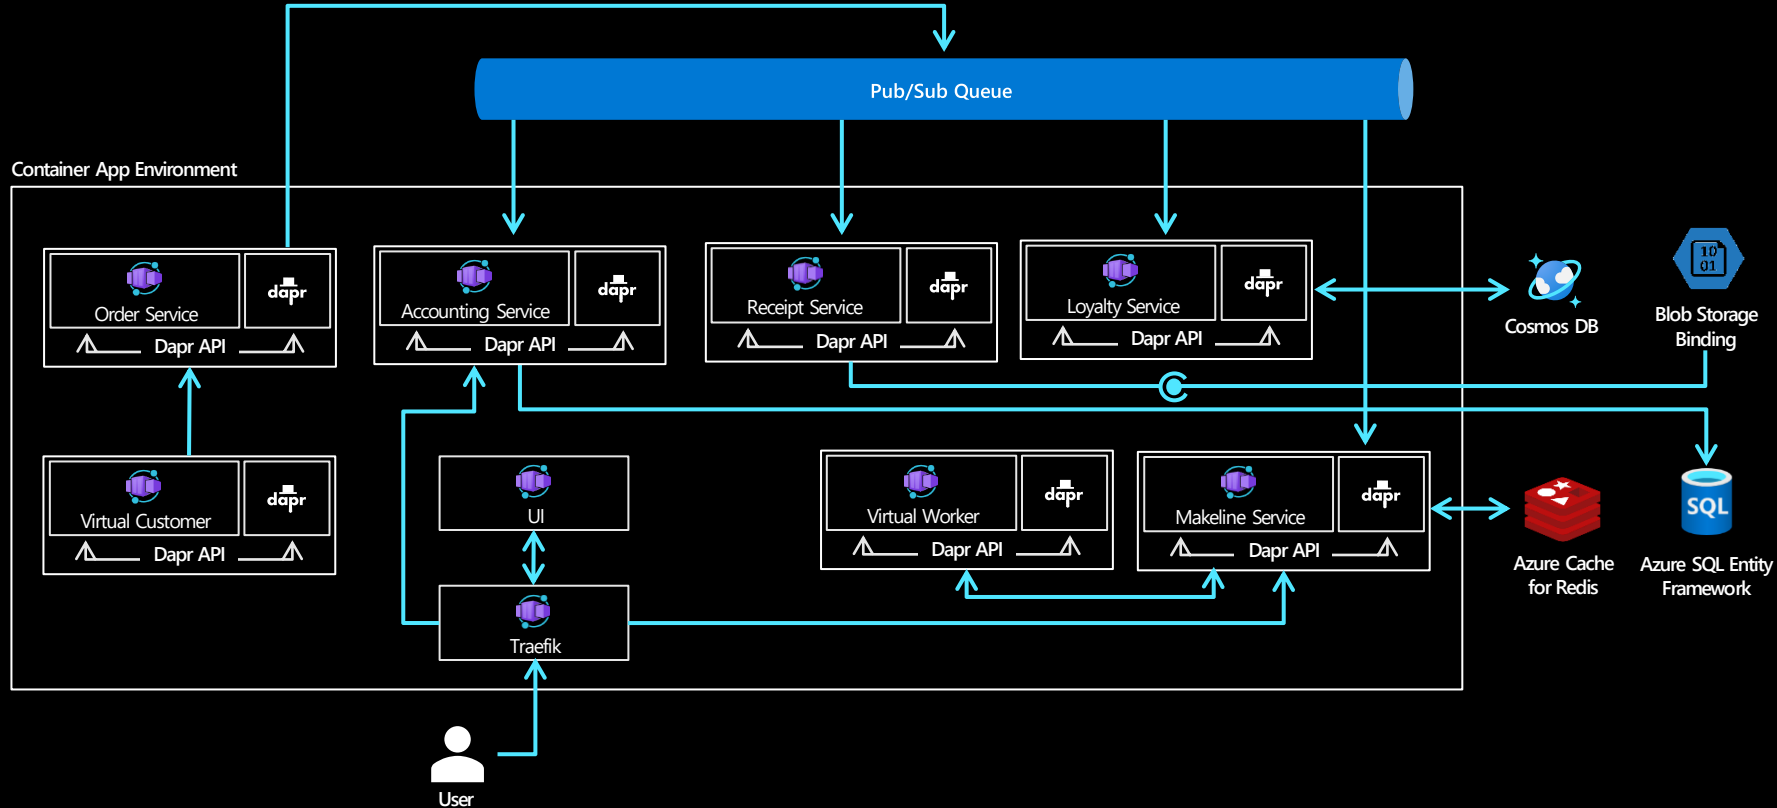 Pub/Sub Queue
Container App Environment
Order Service
dapr
Dapr API
Accounting Service
dapr
Dapr API
Receipt Service
dapr
Dapr API
Loyalty Service
dapr
Dapr API
Cosmos DB
10
01
Blob Storage
Binding
Virtual Customer
dapr
Dapr API
UI
Traefik
Virtual Worker
dapr
Dapr API
Makeline Service
dapr
Dapr API
Azure Cache
for Redis
SQL
Azure SQL Entity
Framework
User